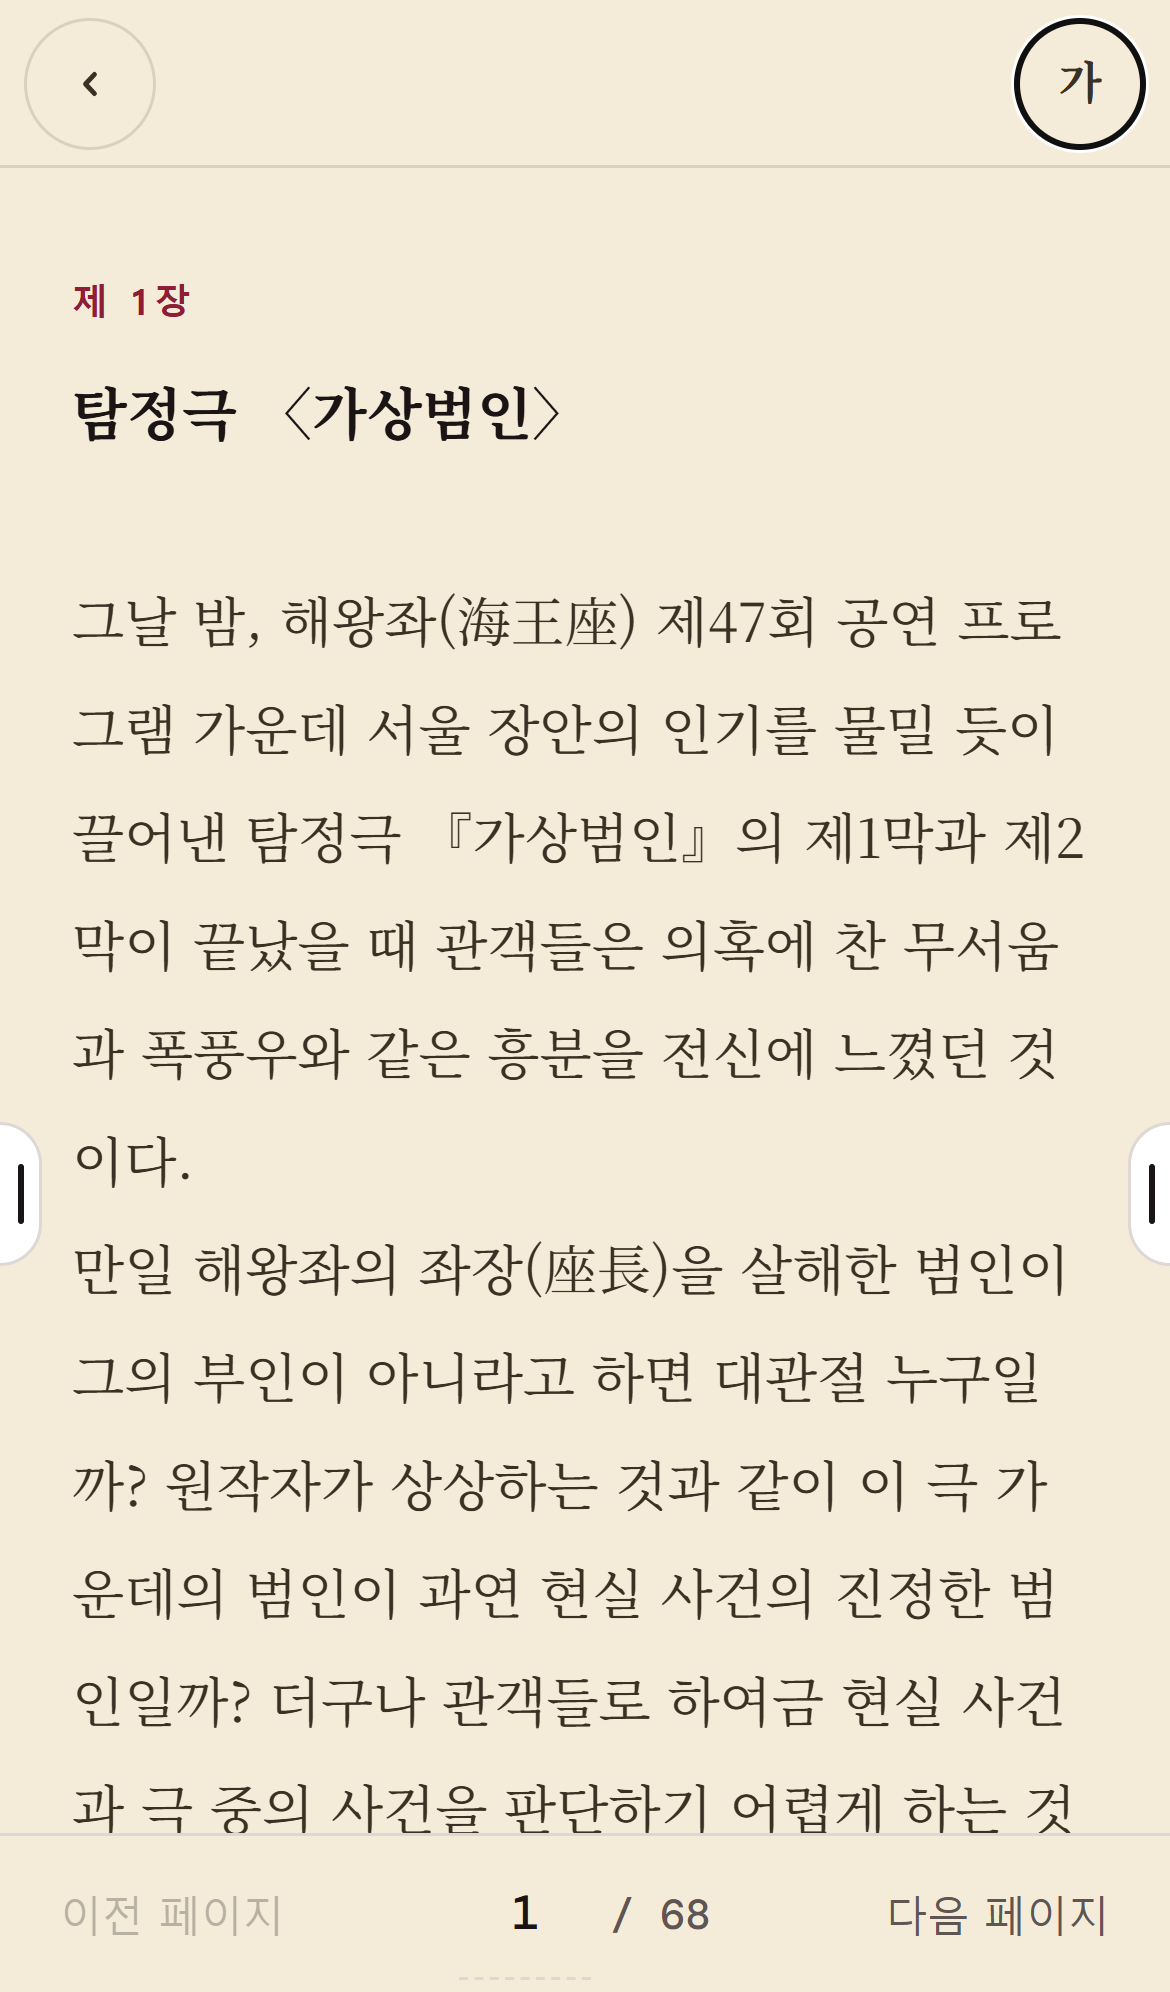 가
제 1장
탐정극 〈가상범인〉
그날 밤, 해왕좌(海王座) 제47회 공연 프로
그램 가운데 서울 장안의 인기를 물밀 듯이
끌어낸 탐정극 『가상범인』의 제1막과 제2
막이 끝났을 때 관객들은 의혹에 찬 무서움
과 폭풍우와 같은 흥분을 전신에 느꼈던 것
이다.
만일 해왕좌의 좌장(座長)을 살해한 범인이
그의 부인이 아니라고 하면 대관절 누구일
까? 원작자가 상상하는 것과 같이 이 극 가
운데의 범인이 과연 현실 사건의 진정한 범
인일까? 더구나 관객들로 하여금 현실 사건
과 극 중의 사건을 판단하기 어렵게 하는 것
이전 페이지 1 / 68 다음 페이지